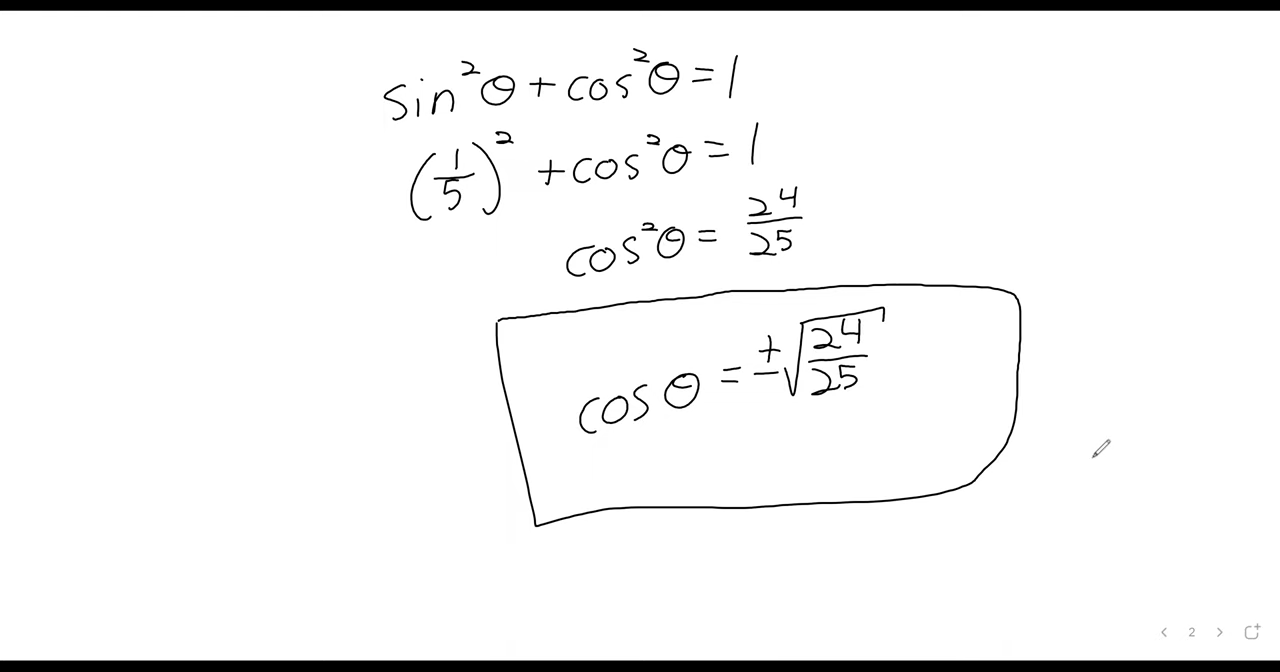 sin²θ + cos²θ = 1
(1/5)² + cos²θ = 1
cos²θ = 24/25
cos θ = ±√(24/25)
2